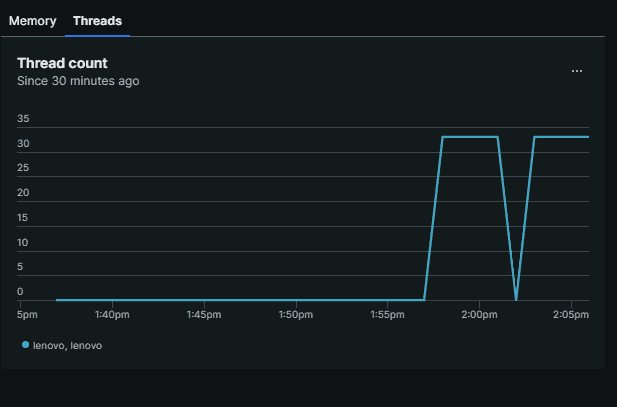 Memory Threads
Thread count
Since 30 minutes ago
...
35
30
25
20
15
10
5
0
5pm 1:40pm 1:45pm 1:50pm 1:55pm 2:00pm 2:05pm
lenovo, lenovo